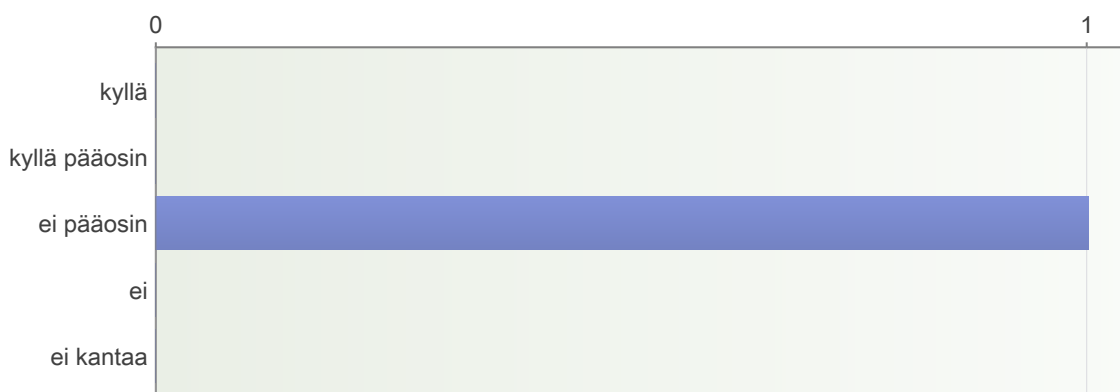 0 1
kyllä
kyllä pääosin
ei pääosin
ei
ei kantaa